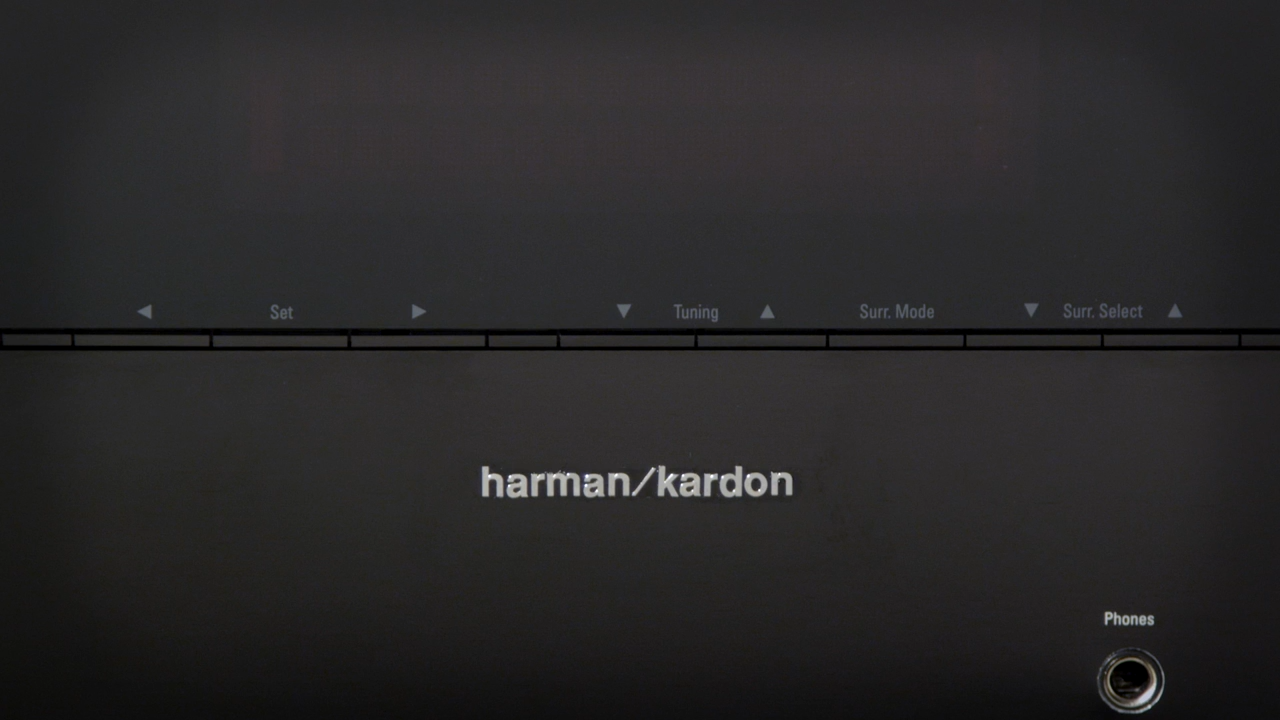 ◀ Set ▶ ▼ Tuning ▲ Surr. Mode ▼ Surr. Select ▲
harman/kardon
Phones